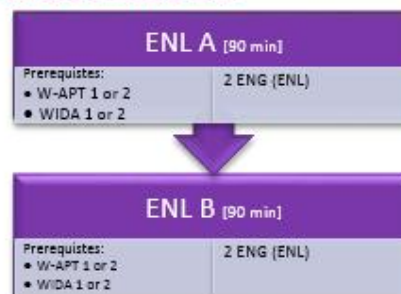 ENL A [90 min]
Prerequistes:
• W-APT 1 or 2
• WIDA 1 or 2
2 ENG (ENL)
ENL B [90 min]
Prerequistes:
• W-APT 1 or 2
• WIDA 1 or 2
2 ENG (ENL)